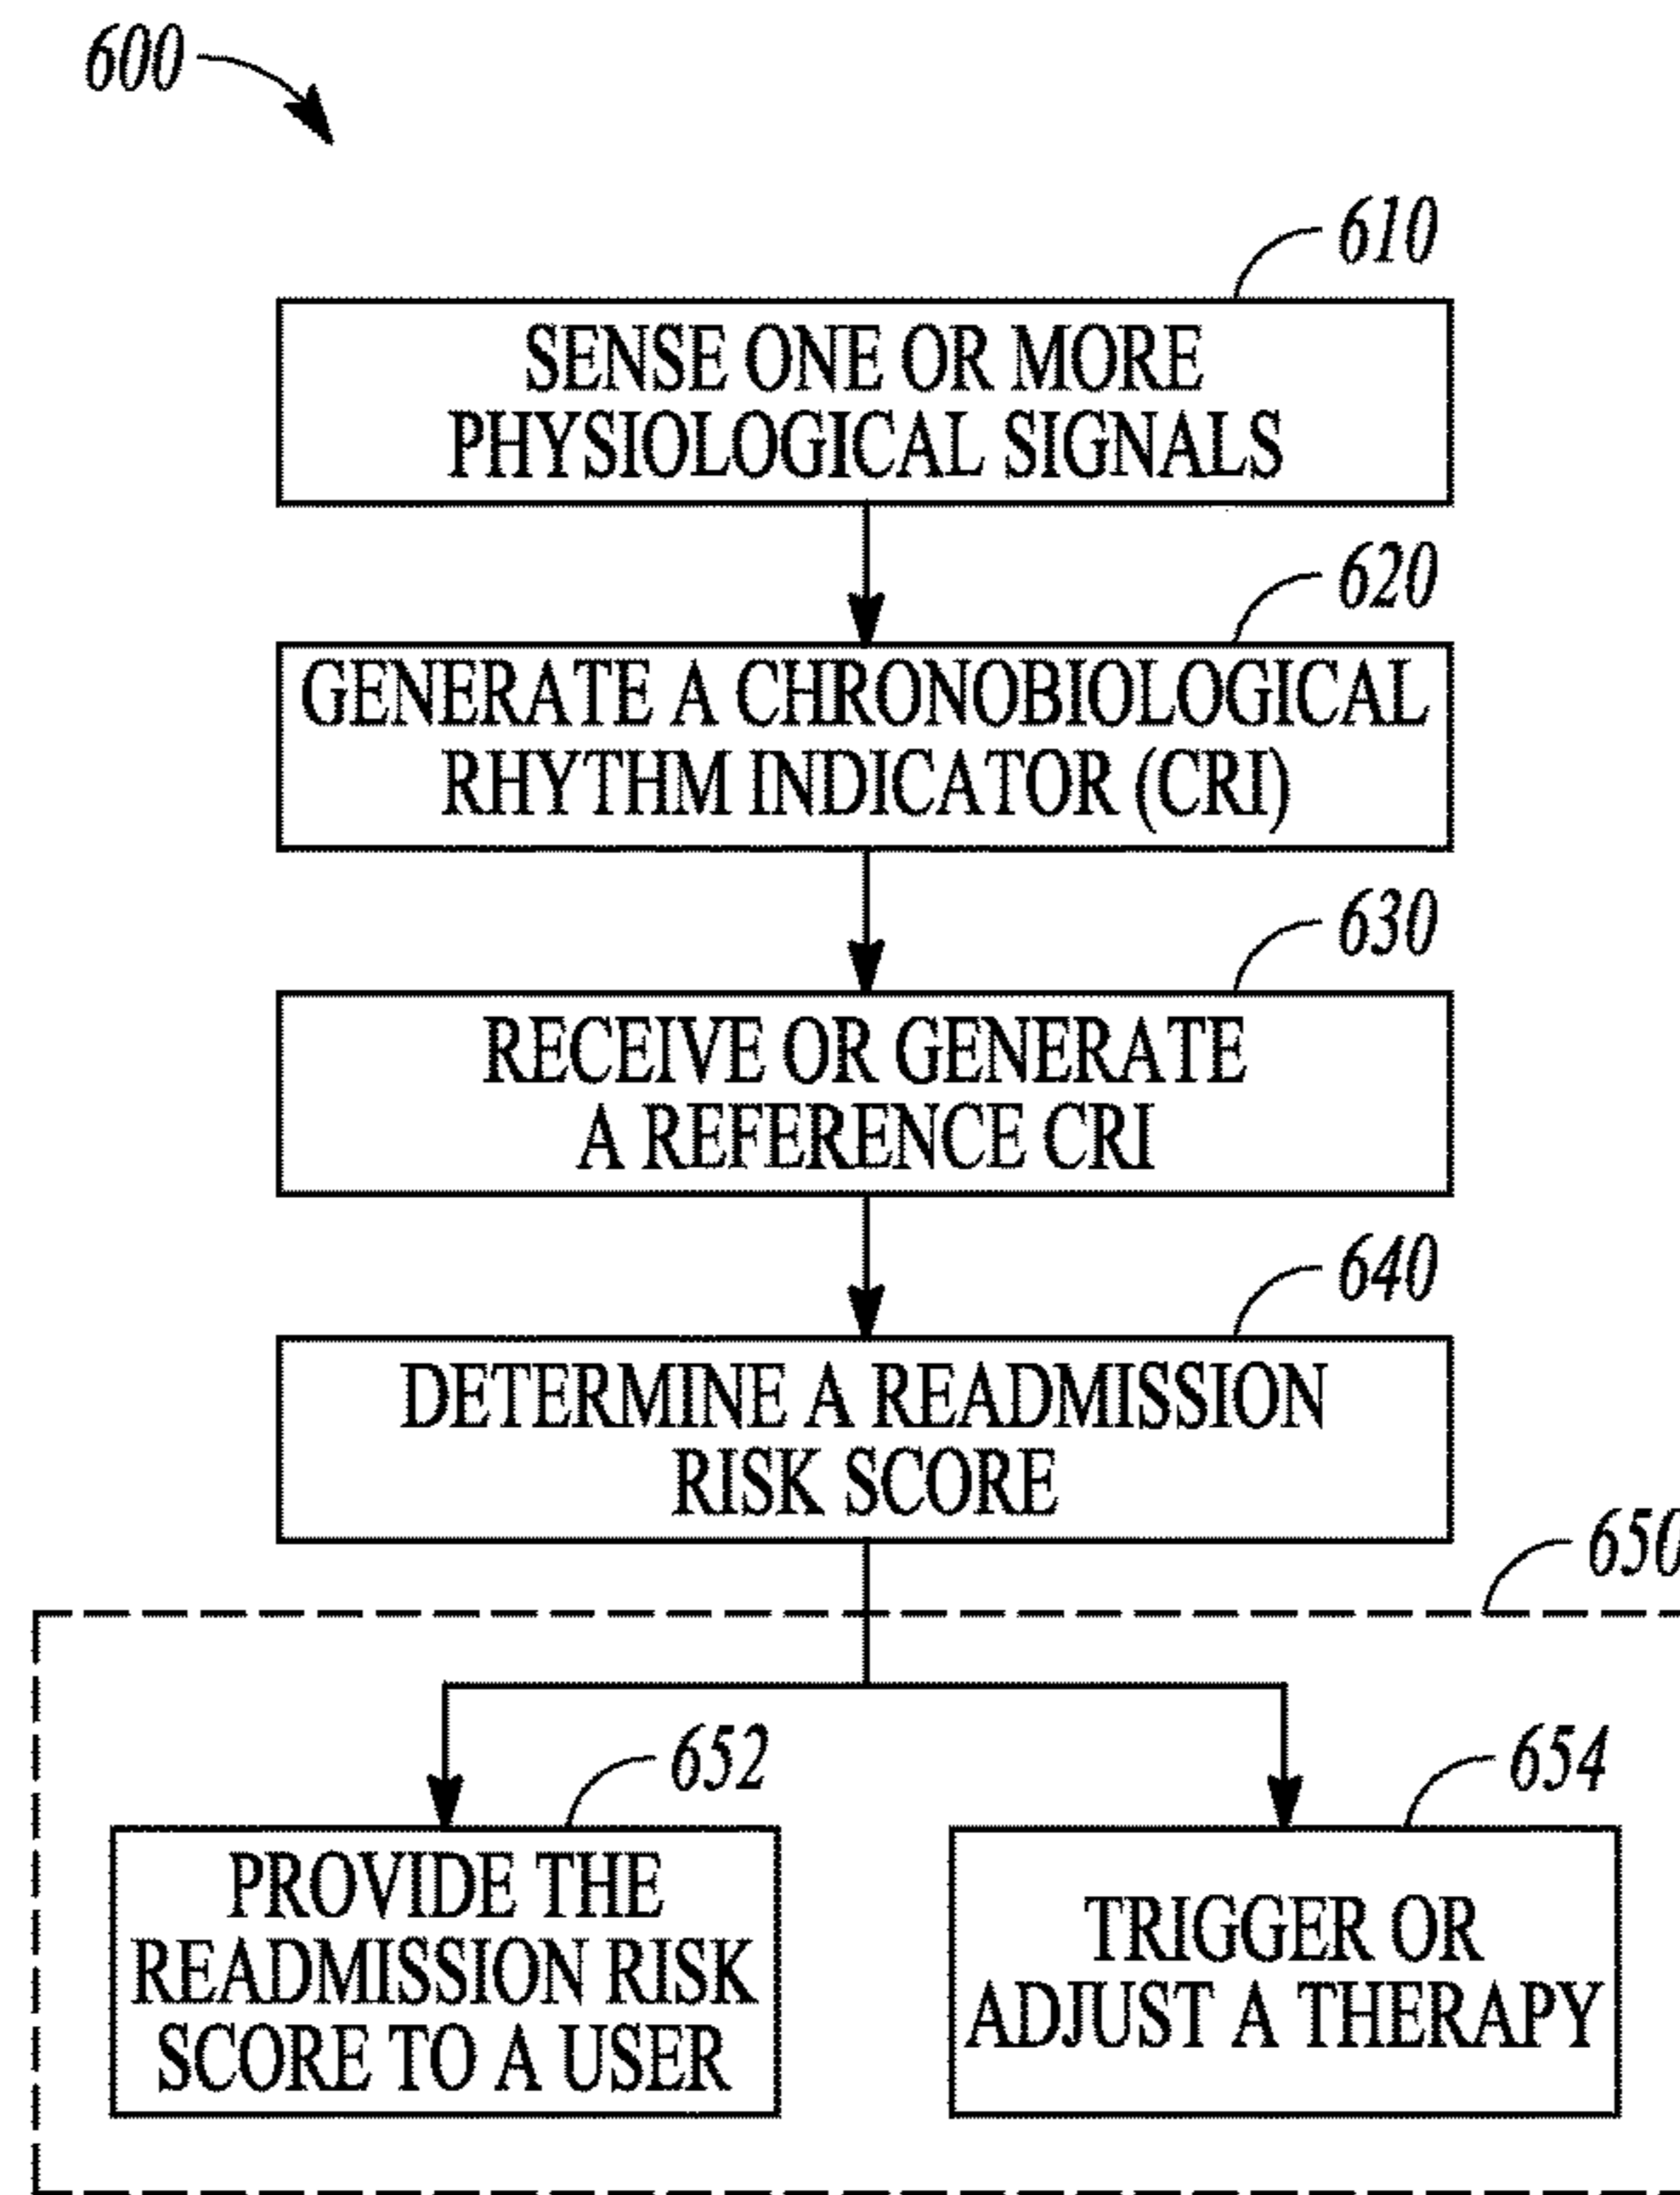 600
610
SENSE ONE OR MORE
PHYSIOLOGICAL SIGNALS
620
GENERATE A CHRONOBIOLOGICAL
RHYTHM INDICATOR (CRI)
630
RECEIVE OR GENERATE
A REFERENCE CRI
640
DETERMINE A READMISSION
RISK SCORE
650
652
PROVIDE THE
READMISSION RISK
SCORE TO A USER
654
TRIGGER OR
ADJUST A THERAPY